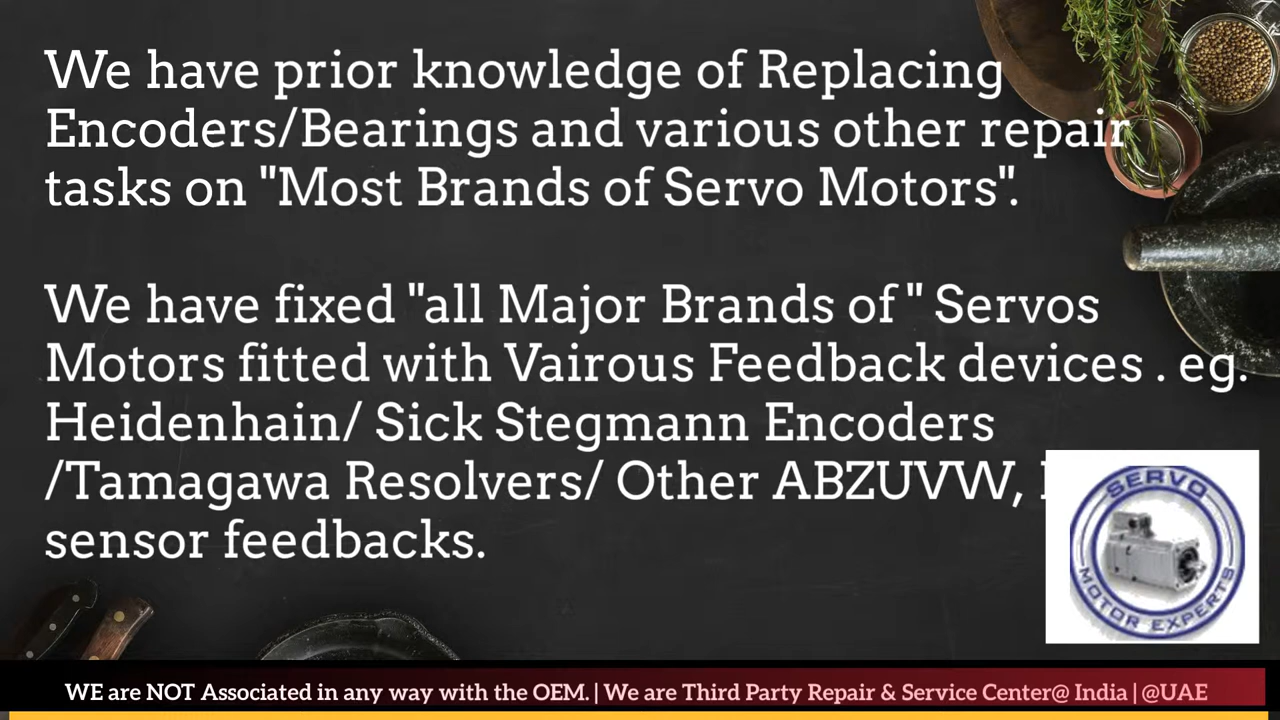 We have prior knowledge of Replacing
Encoders/Bearings and various other repair
tasks on "Most Brands of Servo Motors".
We have fixed "all Major Brands of " Servos
Motors fitted with Vairous Feedback devices . eg.
Heidenhain/ Sick Stegmann Encoders
/Tamagawa Resolvers/ Other ABZUVW,
sensor feedbacks.
SERVO
MOTOR EXPERTS
WE are NOT Associated in any way with the OEM. | We are Third Party Repair & Service Center@ India | @UAE